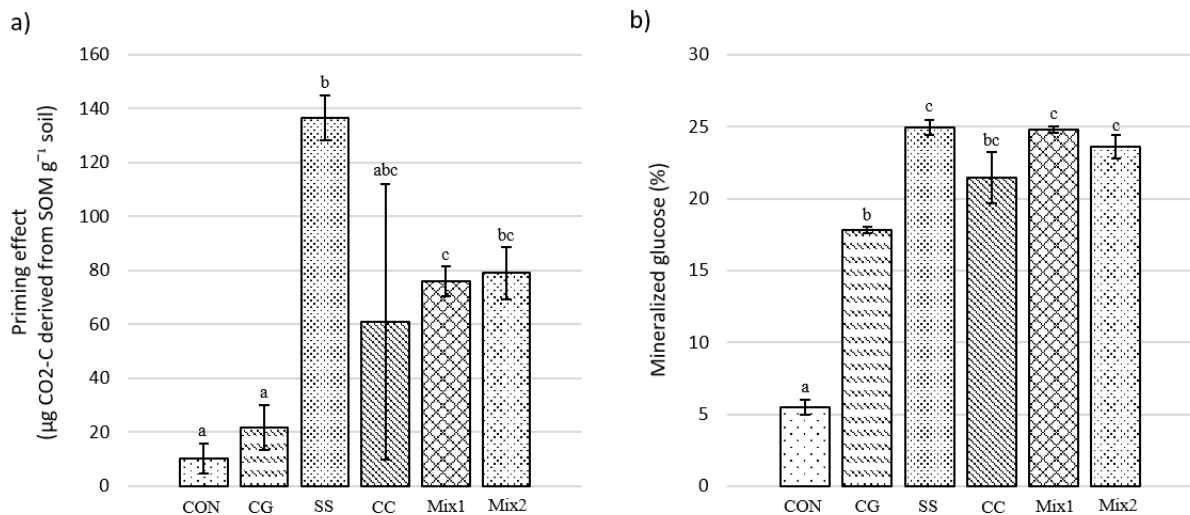 a)
Priming effect
(µg CO2-C derived from SOM g⁻¹ soil)
160
140
120
100
80
60
40
20
0
a
a
b
abc
c
bc
CON CG SS CC Mix1 Mix2
b)
Mineralized glucose (%)
30
25
20
15
10
5
0
a
b
c
bc
c
c
CON CG SS CC Mix1 Mix2